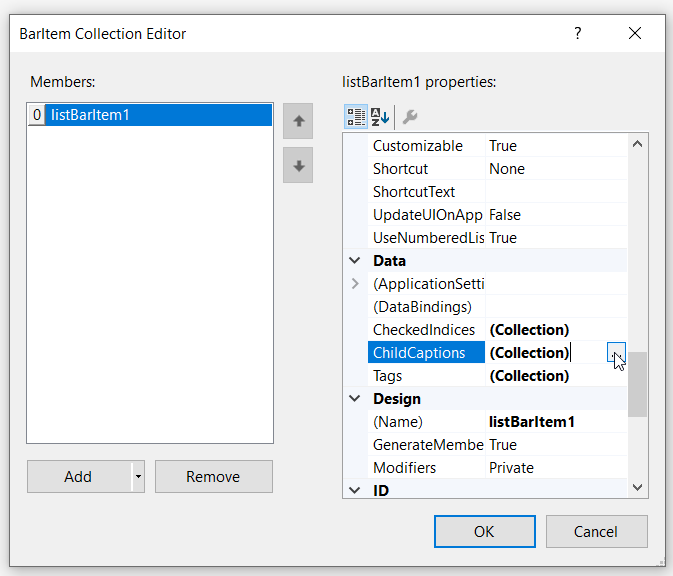 BarItem Collection Editor ?
Members:
0 listBarItem1
Add
Remove
listBarItem1 properties:
A Z
Customizable True
Shortcut None
ShortcutText
UpdateUIOnApp False
UseNumberedLis True
Data
(ApplicationSetti
(DataBindings)
CheckedIndices (Collection)
ChildCaptions (Collection) ...
Tags (Collection)
Design
(Name) listBarItem1
GenerateMembe True
Modifiers Private
ID
OK
Cancel